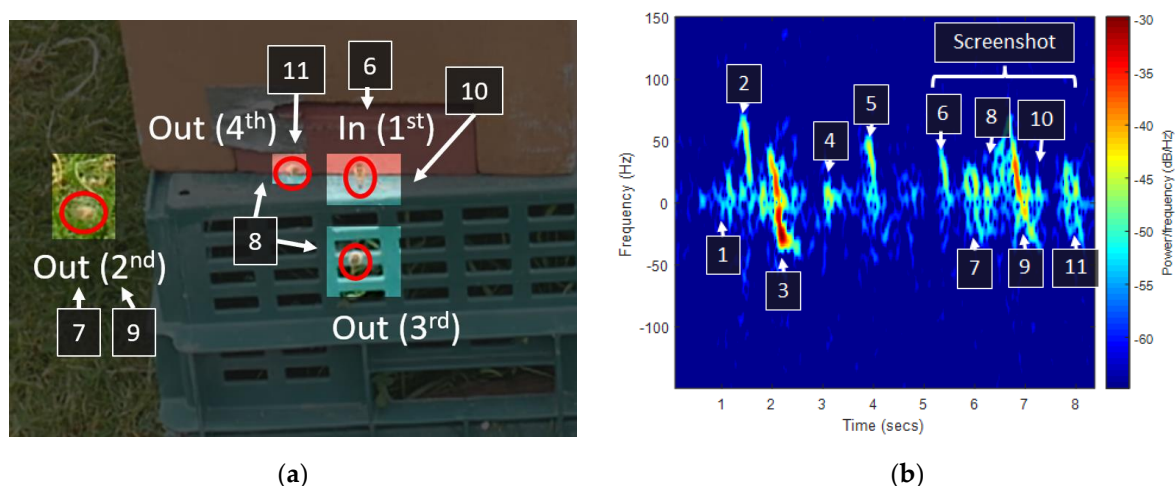 11
6
10
Out (4th)
In (1st)
8
Out (2nd)
7
9
Out (3rd)
(a)
150
100
50
0
-50
-100
Frequency (Hz)
1 2 3 4 5 6 7 8
Time (secs)
Screenshot
1
2
3
4
5
6
7
8
9
10
11
-30
-35
-40
-45
-50
-55
-60
Power/frequency (dB/Hz)
(b)